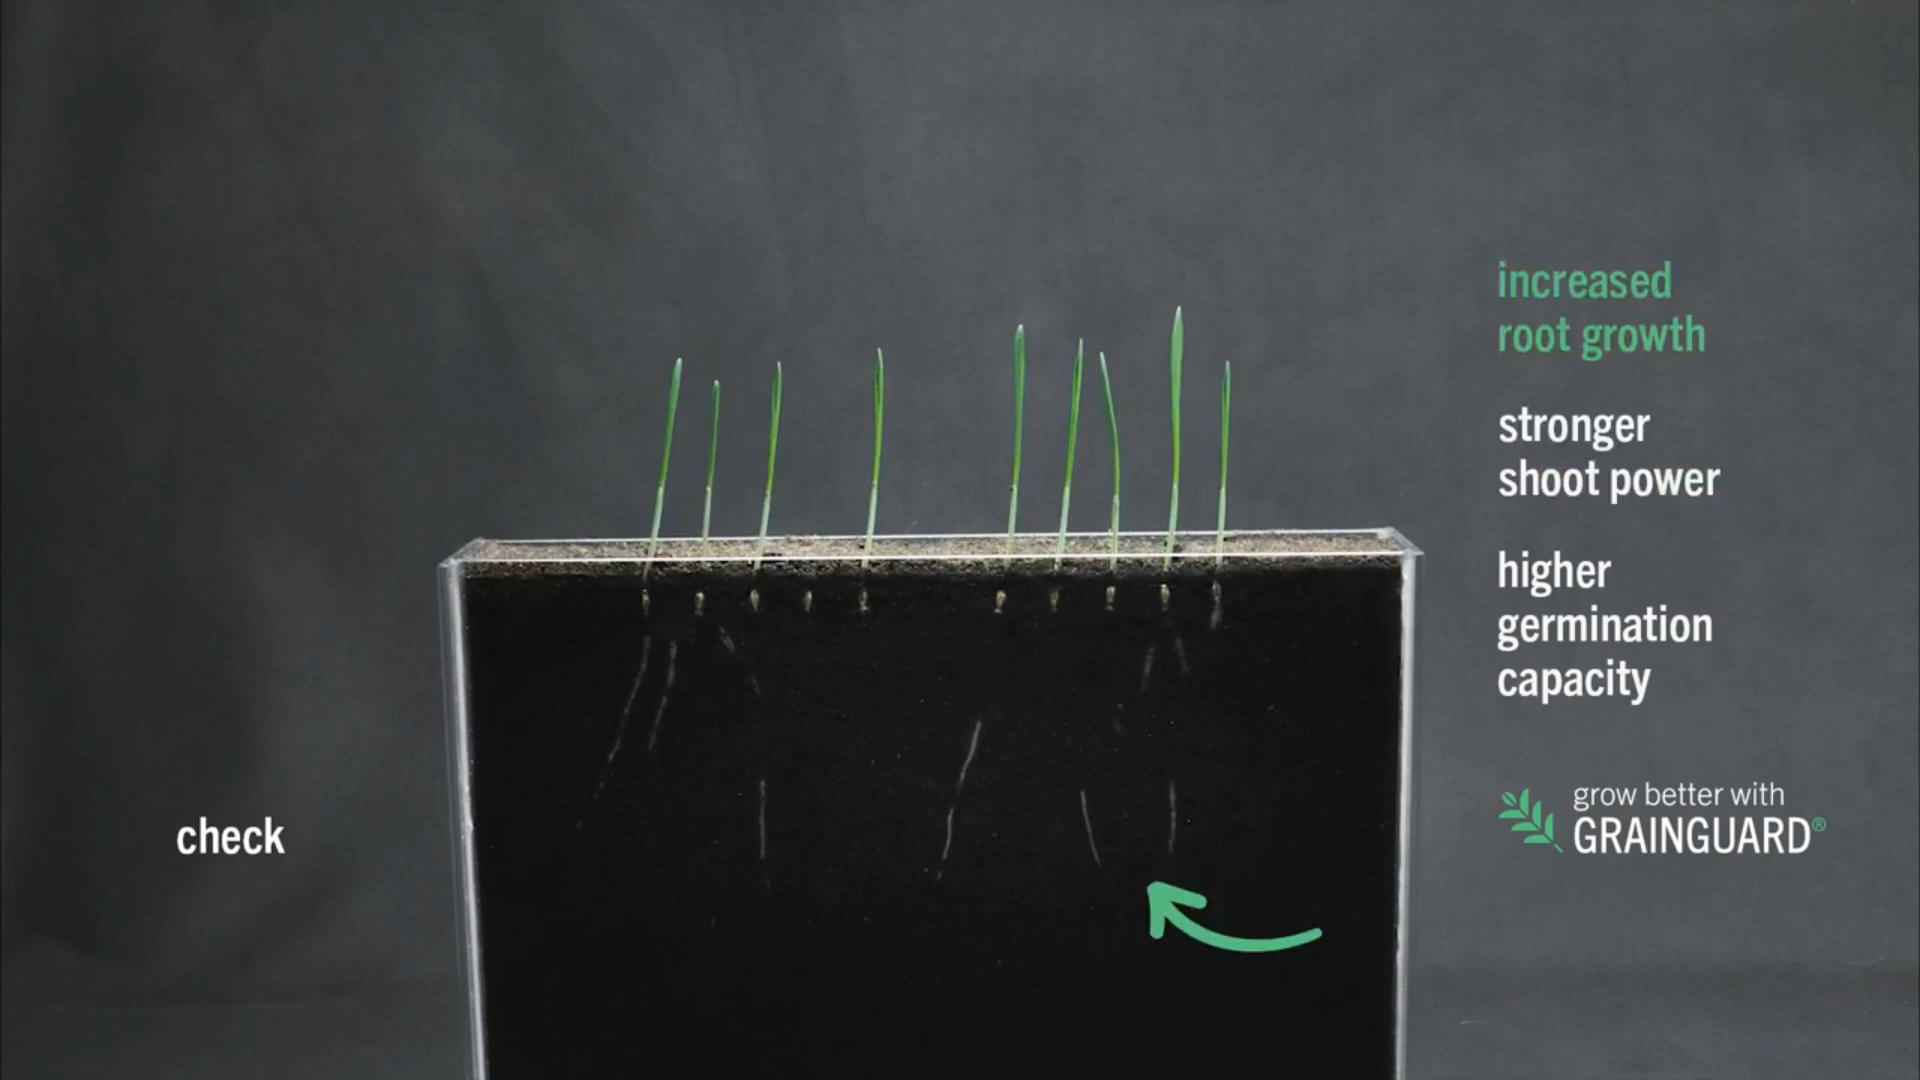 increased
root growth
stronger
shoot power
higher
germination
capacity
check
grow better with
GRAINGUARD®